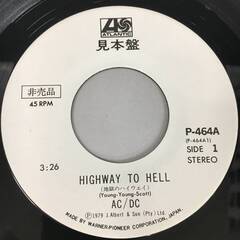 ATLANTIC
見本盤
非売品
45 RPM
P-464A
(P-464A1)
SIDE 1
STEREO
3:26
HIGHWAY TO HELL
(地獄のハイウェイ)
(Young-Young-Scott)
AC/DC
Ⓟ1979 J.Albert & Son (Pty) Ltd.
MADE BY WARNER-PIONEER CORPORATION, JAPAN